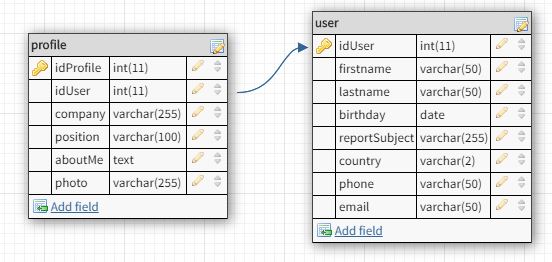 profile
idProfile int(11)
idUser int(11)
company varchar(255)
position varchar(100)
aboutMe text
photo varchar(255)
Add field
user
idUser int(11)
firstname varchar(50)
lastname varchar(50)
birthday date
reportSubject varchar(255)
country varchar(2)
phone varchar(50)
email varchar(50)
Add field